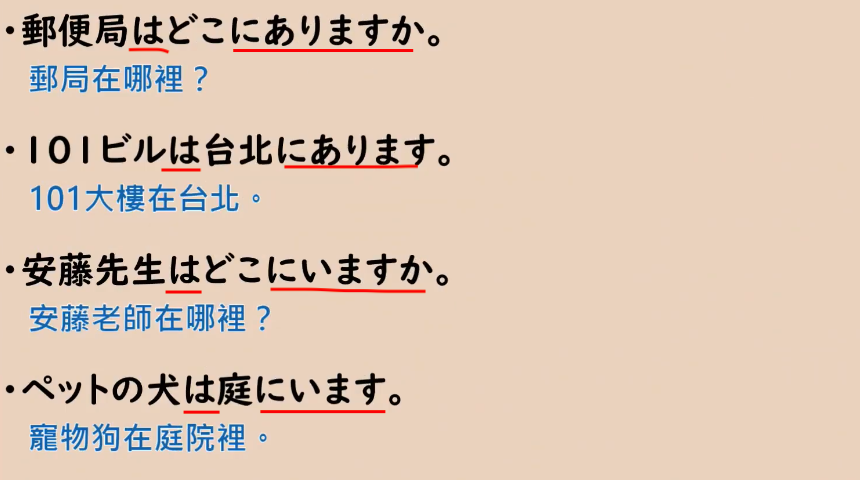 ・郵便局はどこにありますか。
郵局在哪裡？
・101ビルは台北にあります。
101大樓在台北。
・安藤先生はどこにいますか。
安藤老師在哪裡？
・ペットの犬は庭にいます。
寵物狗在庭院裡。